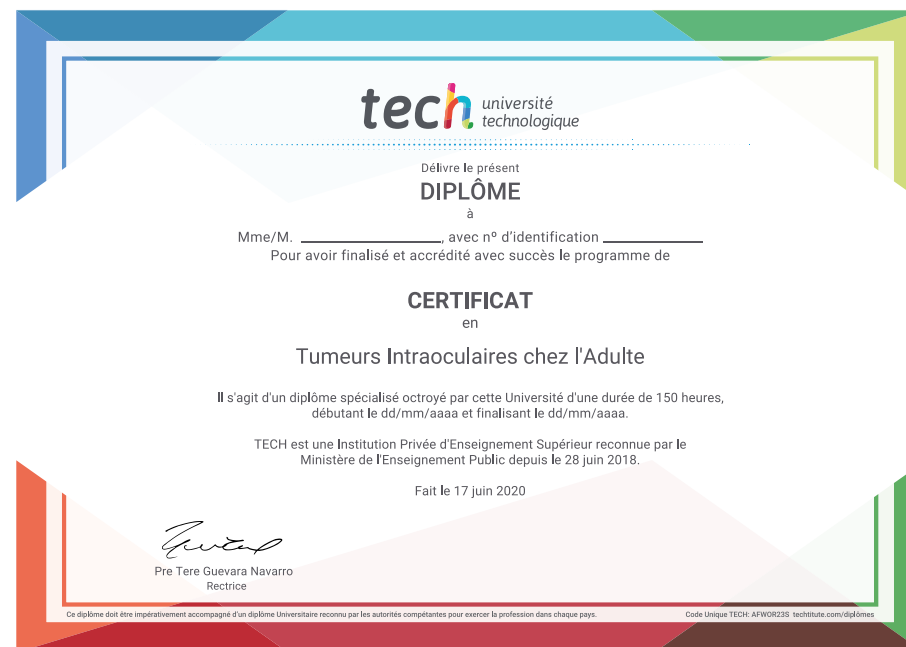 tech université
technologique
Délivre le présent
DIPLÔME
à
Mme/M. ____________, avec nº d'identification ____________
Pour avoir finalisé et accrédité avec succès le programme de
CERTIFICAT
en
Tumeurs Intraoculaires chez l'Adulte
Il s'agit d'un diplôme spécialisé octroyé par cette Université d'une durée de 150 heures,
débutant le dd/mm/aaaa et finalisant le dd/mm/aaaa.
TECH est une Institution Privée d'Enseignement Supérieur reconnue par le
Ministère de l'Enseignement Public depuis le 28 juin 2018.
Fait le 17 juin 2020
Pre Tere Guevara Navarro
Rectrice
Ce diplôme doit être impérativement accompagné d'un diplôme Universitaire reconnu par les autorités compétantes pour exercer la profession dans chaque pays.
Code Unique TECH: AFWOR23S techtitute.com/diplômes